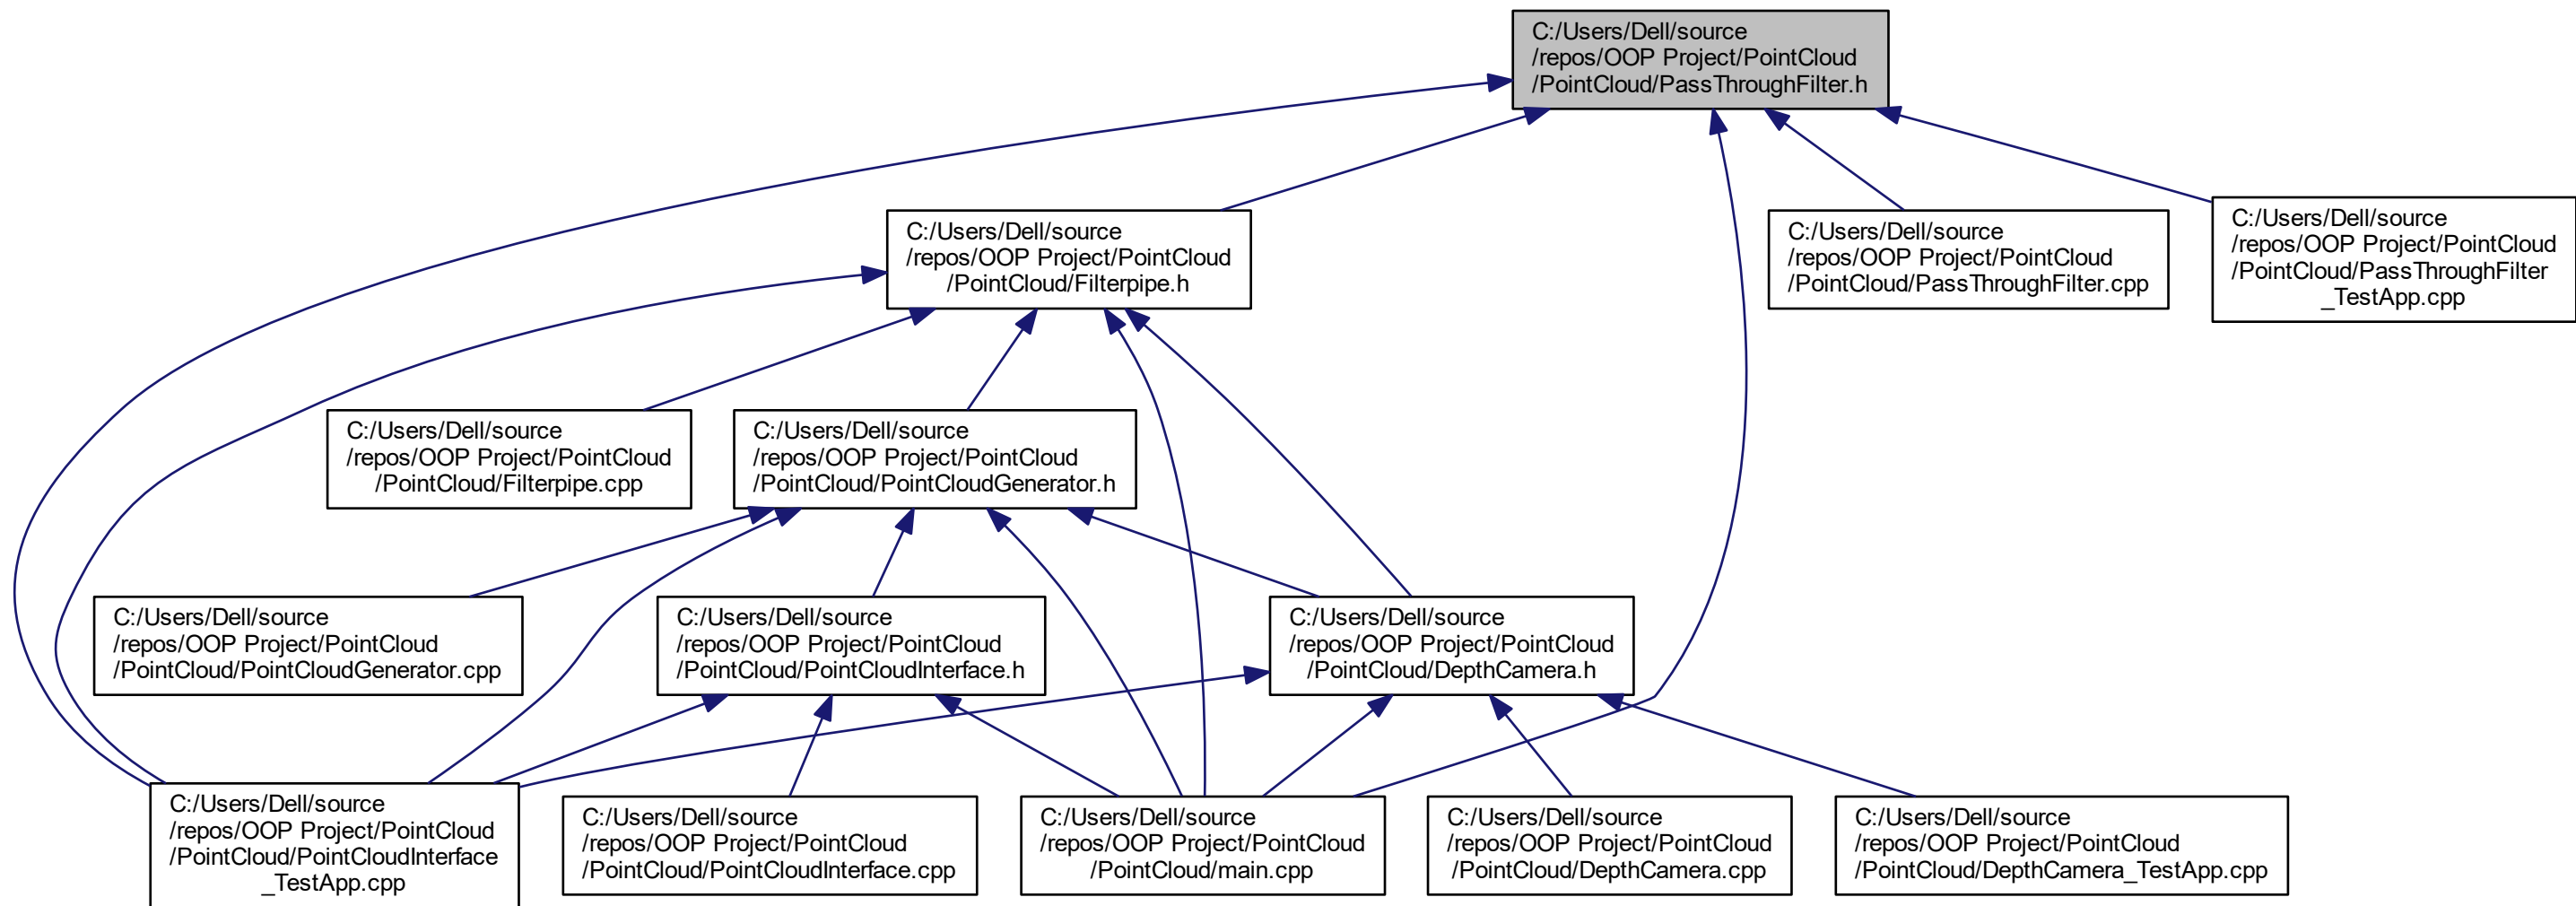 C:/Users/Dell/source
/repos/OOP Project/PointCloud
/PointCloud/PassThroughFilter.h
C:/Users/Dell/source
/repos/OOP Project/PointCloud
/PointCloud/Filterpipe.h
C:/Users/Dell/source
/repos/OOP Project/PointCloud
/PointCloud/PassThroughFilter.cpp
C:/Users/Dell/source
/repos/OOP Project/PointCloud
/PointCloud/PassThroughFilter
_TestApp.cpp
C:/Users/Dell/source
/repos/OOP Project/PointCloud
/PointCloud/Filterpipe.cpp
C:/Users/Dell/source
/repos/OOP Project/PointCloud
/PointCloud/PointCloudGenerator.h
C:/Users/Dell/source
/repos/OOP Project/PointCloud
/PointCloud/PointCloudGenerator.cpp
C:/Users/Dell/source
/repos/OOP Project/PointCloud
/PointCloud/PointCloudInterface.h
C:/Users/Dell/source
/repos/OOP Project/PointCloud
/PointCloud/DepthCamera.h
C:/Users/Dell/source
/repos/OOP Project/PointCloud
/PointCloud/PointCloudInterface
_TestApp.cpp
C:/Users/Dell/source
/repos/OOP Project/PointCloud
/PointCloud/PointCloudInterface.cpp
C:/Users/Dell/source
/repos/OOP Project/PointCloud
/PointCloud/main.cpp
C:/Users/Dell/source
/repos/OOP Project/PointCloud
/PointCloud/DepthCamera.cpp
C:/Users/Dell/source
/repos/OOP Project/PointCloud
/PointCloud/DepthCamera_TestApp.cpp